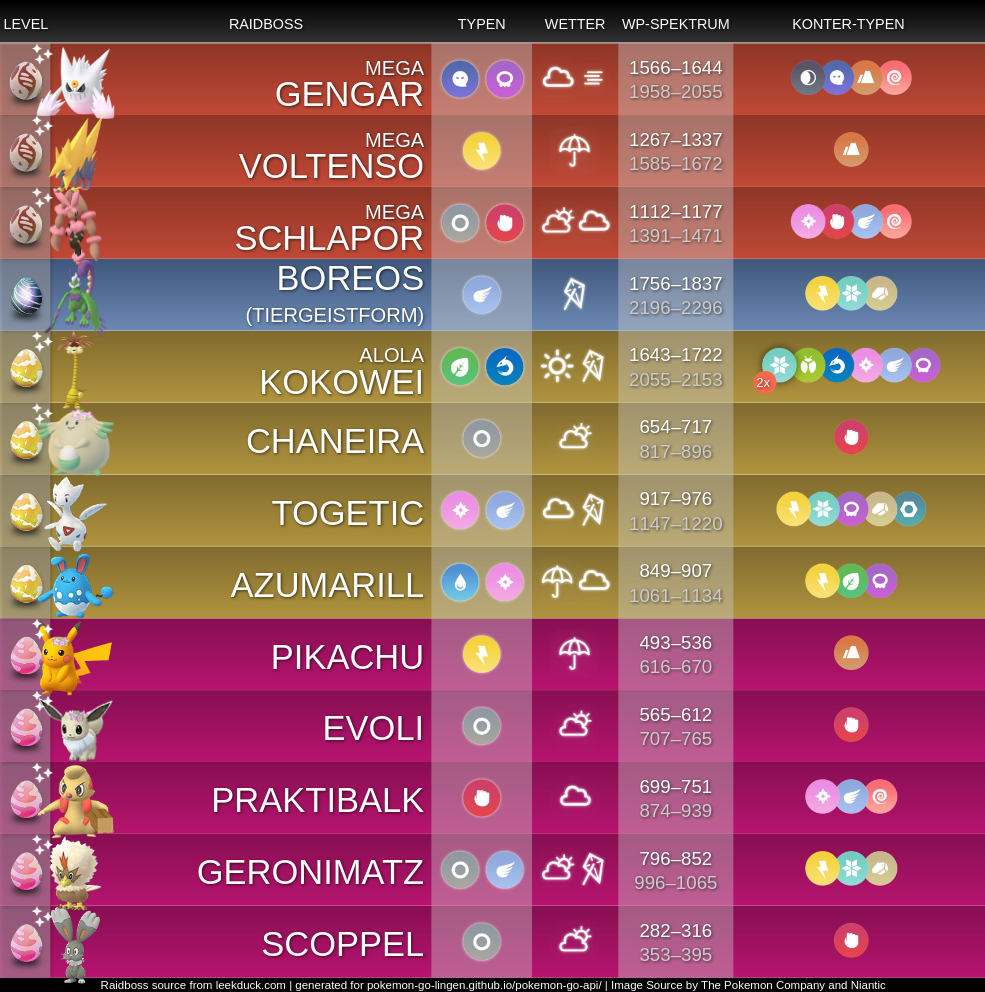 LEVEL RAIDBOSS TYPEN WETTER WP-SPEKTRUM KONTER-TYPEN
MEGA
GENGAR
1566–1644
1958–2055
MEGA
VOLTENSO
1267–1337
1585–1672
MEGA
SCHLAPOR
1112–1177
1391–1471
BOREOS
(TIERGEISTFORM)
1756–1837
2196–2296
ALOLA
KOKOWEI
1643–1722
2055–2153
2x
CHANEIRA
654–717
817–896
TOGETIC
917–976
1147–1220
AZUMARILL
849–907
1061–1134
PIKACHU
493–536
616–670
EVOLI
565–612
707–765
PRAKTIBALK
699–751
874–939
GERONIMATZ
796–852
996–1065
SCOPPEL
282–316
353–395
Raidboss source from leekduck.com | generated for pokemon-go-lingen.github.io/pokemon-go-api/ | Image Source by The Pokemon Company and Niantic